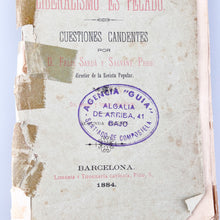 LIBERALISMO ES PECADO.
CUESTIONES CANDENTES
POR
D. FÉLIX SARDÁ Y SALVANY, PBRO.
director de la Revista Popular.
AGENCIA "GUIA"
ALGALIA
DE ARRIBA, 41
BAJO
SANTIAGO DE COMPOSTELA
BARCELONA.
LIBRERÍA Y TIPOGRAFÍA CATÓLICA, PINO,
1884.